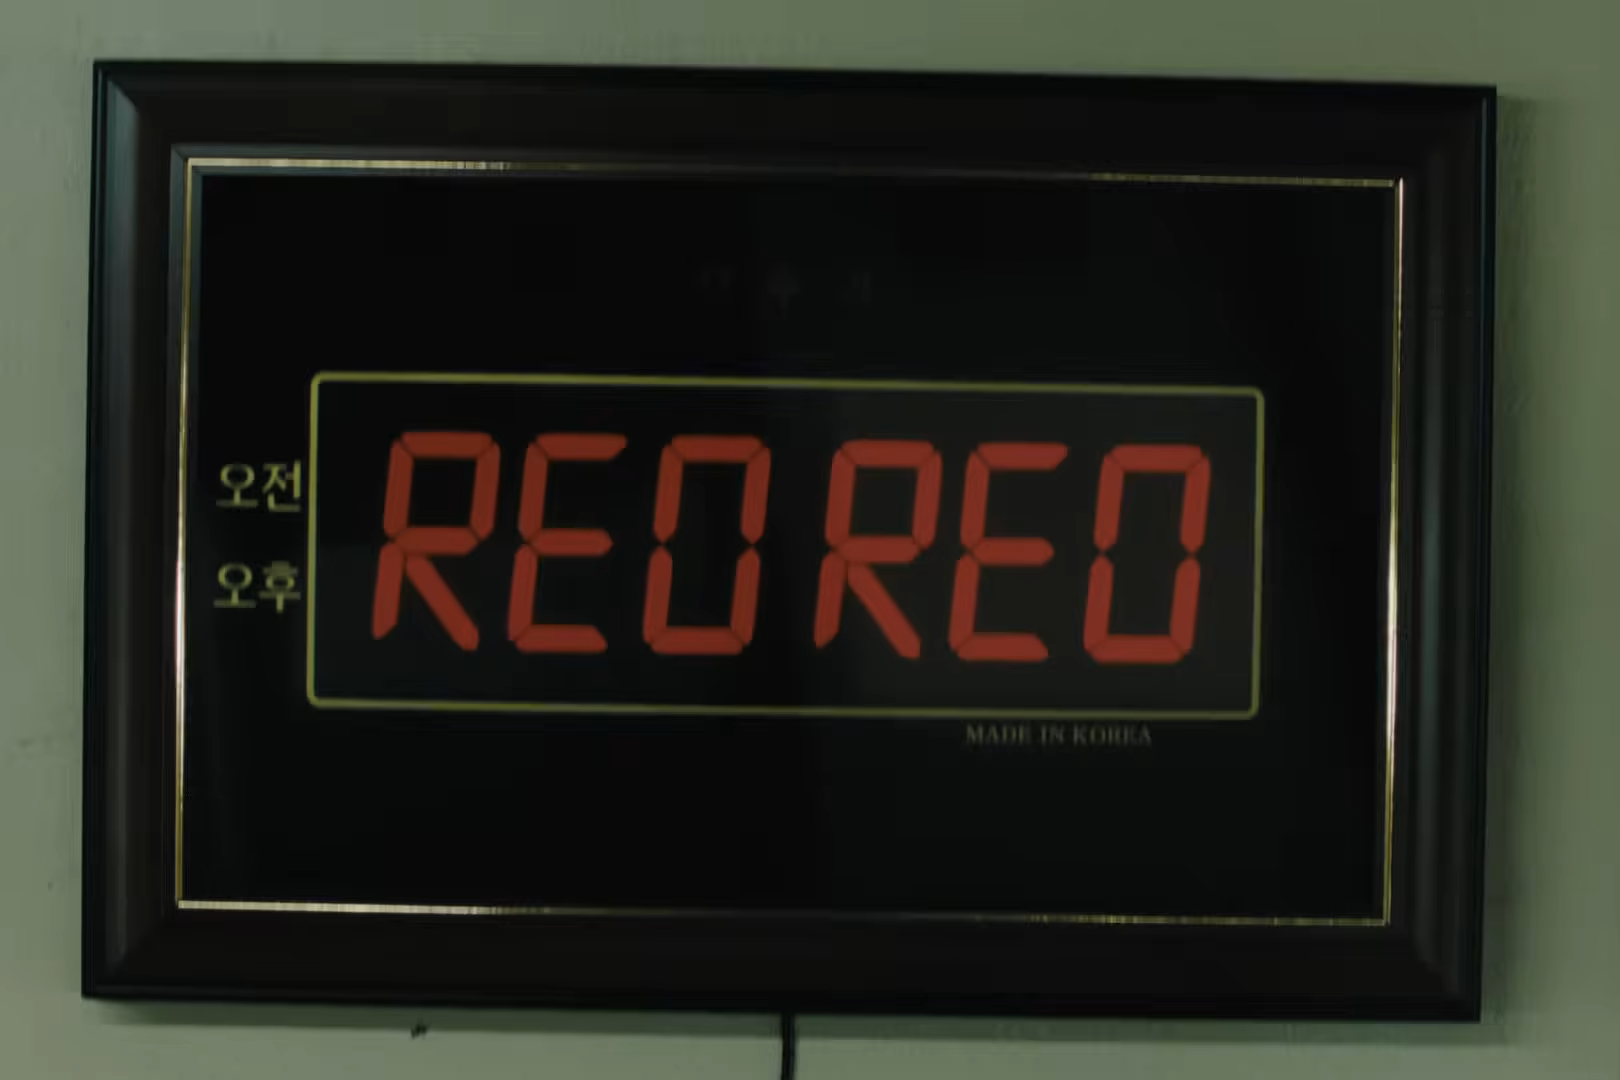 오전
REDRED
오후
MADE IN KOREA